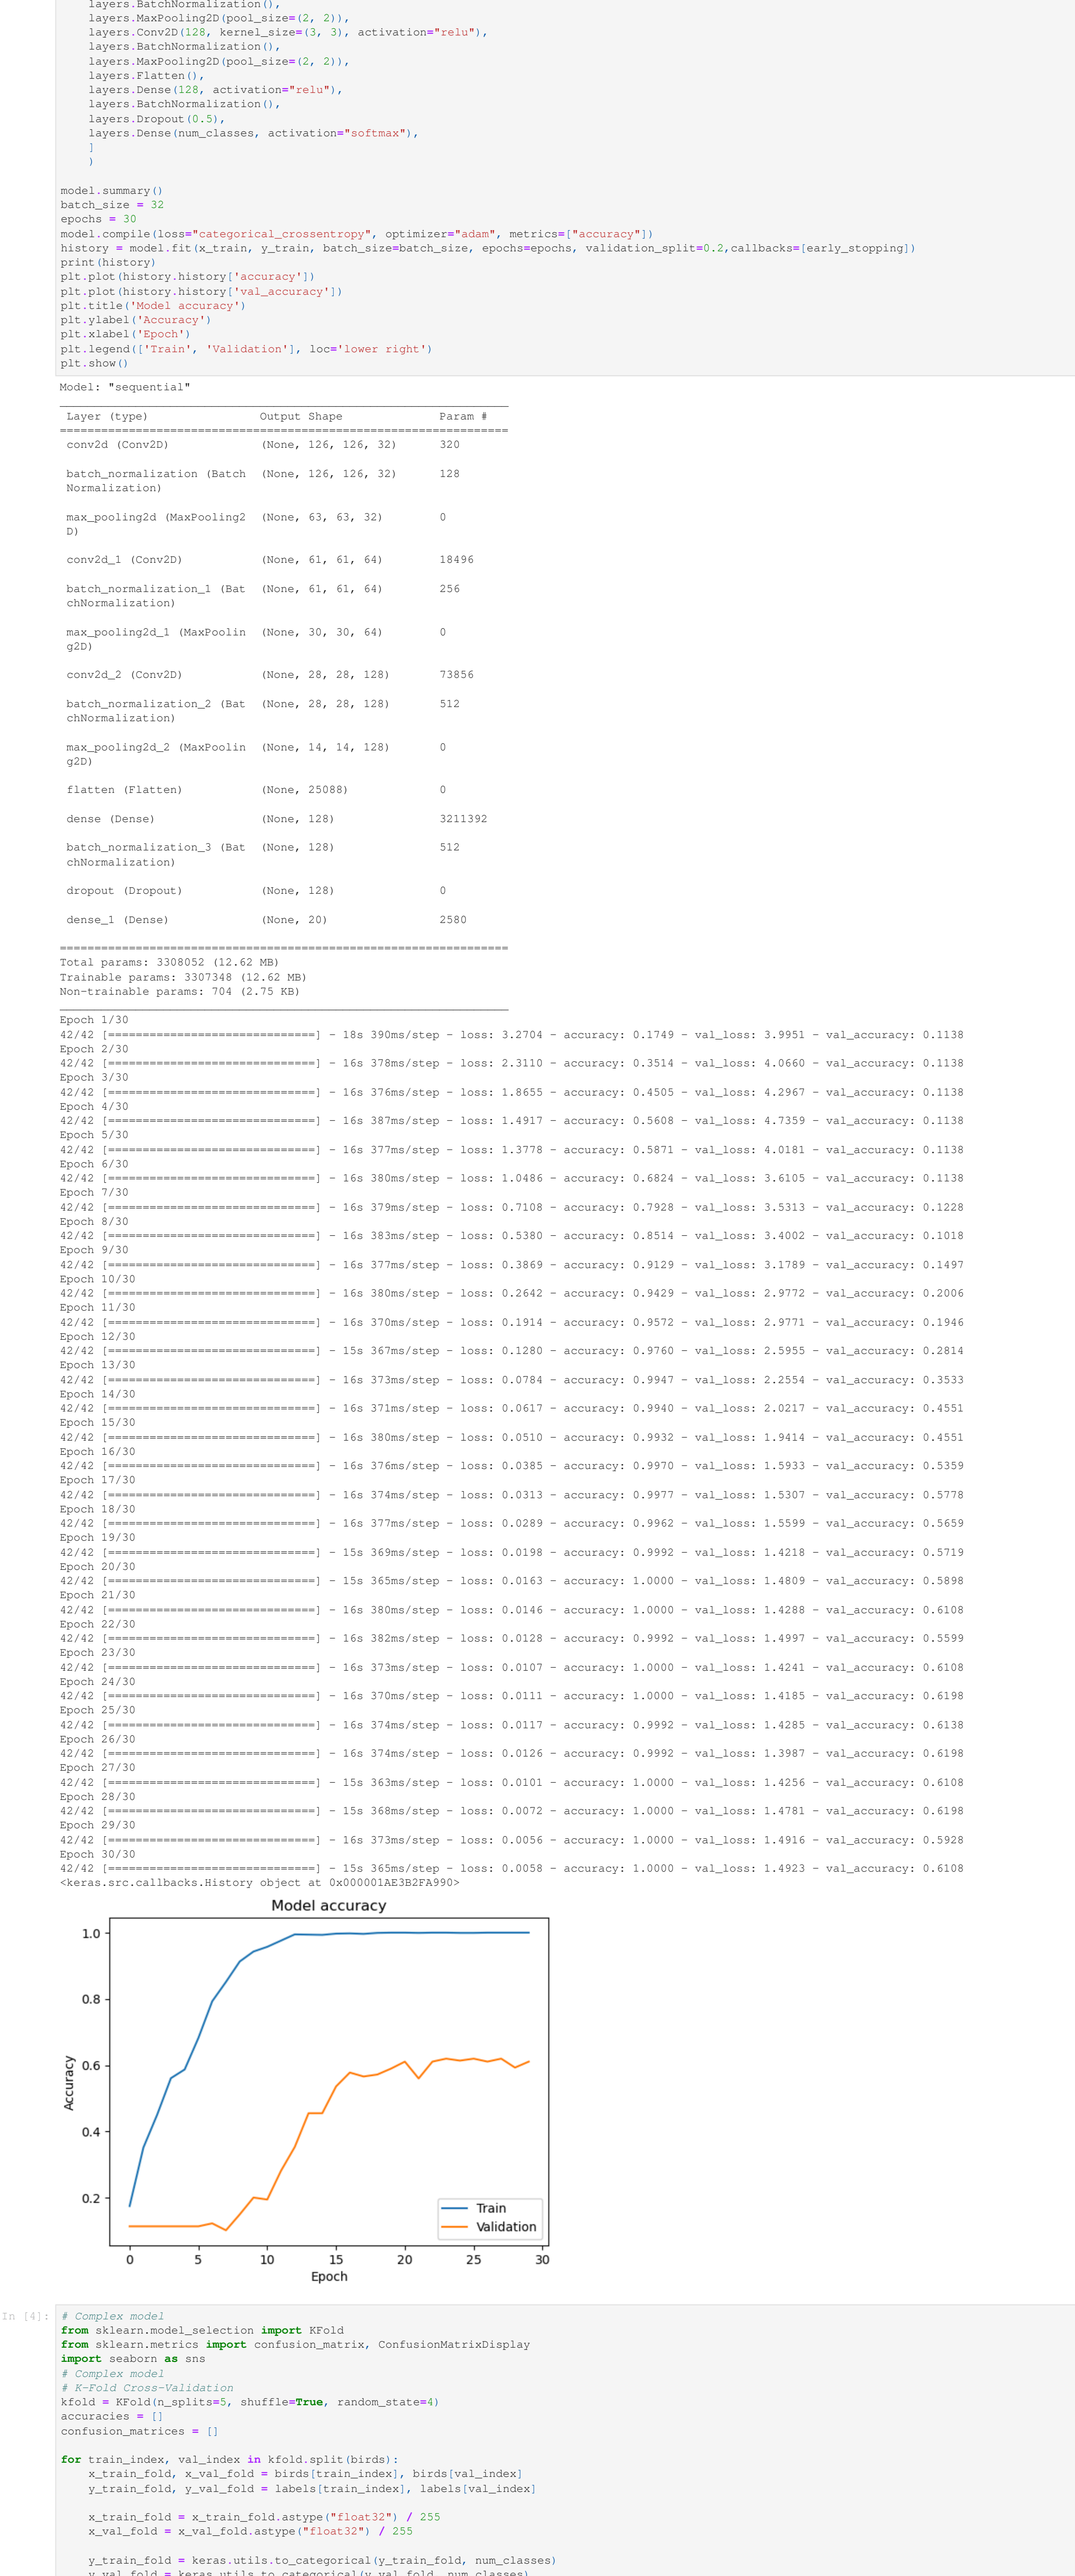 layers.BatchNormalization(),
layers.MaxPooling2D(pool_size=(2, 2)),
layers.Conv2D(128, kernel_size=(3, 3), activation="relu"),
layers.BatchNormalization(),
layers.MaxPooling2D(pool_size=(2, 2)),
layers.Flatten(),
layers.Dense(128, activation="relu"),
layers.BatchNormalization(),
layers.Dropout(0.5),
layers.Dense(num_classes, activation="softmax"),
]
)
model.summary()
batch_size = 32
epochs = 30
model.compile(loss="categorical_crossentropy", optimizer="adam", metrics=["accuracy"])
history = model.fit(x_train, y_train, batch_size=batch_size, epochs=epochs, validation_split=0.2,callbacks=[early_stopping])
print(history)
plt.plot(history.history['accuracy'])
plt.plot(history.history['val_accuracy'])
plt.title('Model accuracy')
plt.ylabel('Accuracy')
plt.xlabel('Epoch')
plt.legend(['Train', 'Validation'], loc='lower right')
plt.show()
Model: "sequential"
_________________________________________________________________
Layer (type) Output Shape Param #
=================================================================
conv2d (Conv2D) (None, 126, 126, 32) 320
batch_normalization (Batch (None, 126, 126, 32) 128
Normalization)
max_pooling2d (MaxPooling2 (None, 63, 63, 32) 0
D)
conv2d_1 (Conv2D) (None, 61, 61, 64) 18496
batch_normalization_1 (Bat (None, 61, 61, 64) 256
chNormalization)
max_pooling2d_1 (MaxPoolin (None, 30, 30, 64) 0
g2D)
conv2d_2 (Conv2D) (None, 28, 28, 128) 73856
batch_normalization_2 (Bat (None, 28, 28, 128) 512
chNormalization)
max_pooling2d_2 (MaxPoolin (None, 14, 14, 128) 0
g2D)
flatten (Flatten) (None, 25088) 0
dense (Dense) (None, 128) 3211392
batch_normalization_3 (Bat (None, 128) 512
chNormalization)
dropout (Dropout) (None, 128) 0
dense_1 (Dense) (None, 20) 2580
=================================================================
Total params: 3308052 (12.62 MB)
Trainable params: 3307348 (12.62 MB)
Non-trainable params: 704 (2.75 KB)
_________________________________________________________________
Epoch 1/30
42/42 [==============================] - 18s 390ms/step - loss: 3.2704 - accuracy: 0.1749 - val_loss: 3.9951 - val_accuracy: 0.1138
Epoch 2/30
42/42 [==============================] - 16s 378ms/step - loss: 2.3110 - accuracy: 0.3514 - val_loss: 4.0660 - val_accuracy: 0.1138
Epoch 3/30
42/42 [==============================] - 16s 376ms/step - loss: 1.8655 - accuracy: 0.4505 - val_loss: 4.2967 - val_accuracy: 0.1138
Epoch 4/30
42/42 [==============================] - 16s 387ms/step - loss: 1.4917 - accuracy: 0.5608 - val_loss: 4.7359 - val_accuracy: 0.1138
Epoch 5/30
42/42 [==============================] - 16s 377ms/step - loss: 1.3778 - accuracy: 0.5871 - val_loss: 4.0181 - val_accuracy: 0.1138
Epoch 6/30
42/42 [==============================] - 16s 380ms/step - loss: 1.0486 - accuracy: 0.6824 - val_loss: 3.6105 - val_accuracy: 0.1138
Epoch 7/30
42/42 [==============================] - 16s 379ms/step - loss: 0.7108 - accuracy: 0.7928 - val_loss: 3.5313 - val_accuracy: 0.1228
Epoch 8/30
42/42 [==============================] - 16s 383ms/step - loss: 0.5380 - accuracy: 0.8514 - val_loss: 3.4002 - val_accuracy: 0.1018
Epoch 9/30
42/42 [==============================] - 16s 377ms/step - loss: 0.3869 - accuracy: 0.9129 - val_loss: 3.1789 - val_accuracy: 0.1497
Epoch 10/30
42/42 [==============================] - 16s 380ms/step - loss: 0.2642 - accuracy: 0.9429 - val_loss: 2.9772 - val_accuracy: 0.2006
Epoch 11/30
42/42 [==============================] - 16s 370ms/step - loss: 0.1914 - accuracy: 0.9572 - val_loss: 2.9771 - val_accuracy: 0.1946
Epoch 12/30
42/42 [==============================] - 15s 367ms/step - loss: 0.1280 - accuracy: 0.9760 - val_loss: 2.5955 - val_accuracy: 0.2814
Epoch 13/30
42/42 [==============================] - 16s 373ms/step - loss: 0.0784 - accuracy: 0.9947 - val_loss: 2.2554 - val_accuracy: 0.3533
Epoch 14/30
42/42 [==============================] - 16s 371ms/step - loss: 0.0617 - accuracy: 0.9940 - val_loss: 2.0217 - val_accuracy: 0.4551
Epoch 15/30
42/42 [==============================] - 16s 380ms/step - loss: 0.0510 - accuracy: 0.9932 - val_loss: 1.9414 - val_accuracy: 0.4551
Epoch 16/30
42/42 [==============================] - 16s 376ms/step - loss: 0.0385 - accuracy: 0.9970 - val_loss: 1.5933 - val_accuracy: 0.5359
Epoch 17/30
42/42 [==============================] - 16s 374ms/step - loss: 0.0313 - accuracy: 0.9977 - val_loss: 1.5307 - val_accuracy: 0.5778
Epoch 18/30
42/42 [==============================] - 16s 377ms/step - loss: 0.0289 - accuracy: 0.9962 - val_loss: 1.5599 - val_accuracy: 0.5659
Epoch 19/30
42/42 [==============================] - 15s 369ms/step - loss: 0.0198 - accuracy: 0.9992 - val_loss: 1.4218 - val_accuracy: 0.5719
Epoch 20/30
42/42 [==============================] - 15s 365ms/step - loss: 0.0163 - accuracy: 1.0000 - val_loss: 1.4809 - val_accuracy: 0.5898
Epoch 21/30
42/42 [==============================] - 16s 380ms/step - loss: 0.0146 - accuracy: 1.0000 - val_loss: 1.4288 - val_accuracy: 0.6108
Epoch 22/30
42/42 [==============================] - 16s 382ms/step - loss: 0.0128 - accuracy: 0.9992 - val_loss: 1.4997 - val_accuracy: 0.5599
Epoch 23/30
42/42 [==============================] - 16s 373ms/step - loss: 0.0107 - accuracy: 1.0000 - val_loss: 1.4241 - val_accuracy: 0.6108
Epoch 24/30
42/42 [==============================] - 16s 370ms/step - loss: 0.0111 - accuracy: 1.0000 - val_loss: 1.4185 - val_accuracy: 0.6198
Epoch 25/30
42/42 [==============================] - 16s 374ms/step - loss: 0.0117 - accuracy: 0.9992 - val_loss: 1.4285 - val_accuracy: 0.6138
Epoch 26/30
42/42 [==============================] - 16s 374ms/step - loss: 0.0126 - accuracy: 0.9992 - val_loss: 1.3987 - val_accuracy: 0.6198
Epoch 27/30
42/42 [==============================] - 15s 363ms/step - loss: 0.0101 - accuracy: 1.0000 - val_loss: 1.4256 - val_accuracy: 0.6108
Epoch 28/30
42/42 [==============================] - 15s 368ms/step - loss: 0.0072 - accuracy: 1.0000 - val_loss: 1.4781 - val_accuracy: 0.6198
Epoch 29/30
42/42 [==============================] - 16s 373ms/step - loss: 0.0056 - accuracy: 1.0000 - val_loss: 1.4916 - val_accuracy: 0.5928
Epoch 30/30
42/42 [==============================] - 15s 365ms/step - loss: 0.0058 - accuracy: 1.0000 - val_loss: 1.4923 - val_accuracy: 0.6108
<keras.src.callbacks.History object at 0x000001AE3B2FA990>
Model accuracy
1.0
0.8
0.6
0.4
0.2
Accuracy
Train
Validation
0 5 10 15 20 25 30
Epoch
In [4]:
# Complex model
from sklearn.model_selection import KFold
from sklearn.metrics import confusion_matrix, ConfusionMatrixDisplay
import seaborn as sns
# Complex model
# K-Fold Cross-Validation
kfold = KFold(n_splits=5, shuffle=True, random_state=4)
accuracies = []
confusion_matrices = []
for train_index, val_index in kfold.split(birds):
x_train_fold, x_val_fold = birds[train_index], birds[val_index]
y_train_fold, y_val_fold = labels[train_index], labels[val_index]
x_train_fold = x_train_fold.astype("float32") / 255
x_val_fold = x_val_fold.astype("float32") / 255
y_train_fold = keras.utils.to_categorical(y_train_fold, num_classes)
y_val_fold = keras.utils.to_categorical(y_val_fold, num_classes)